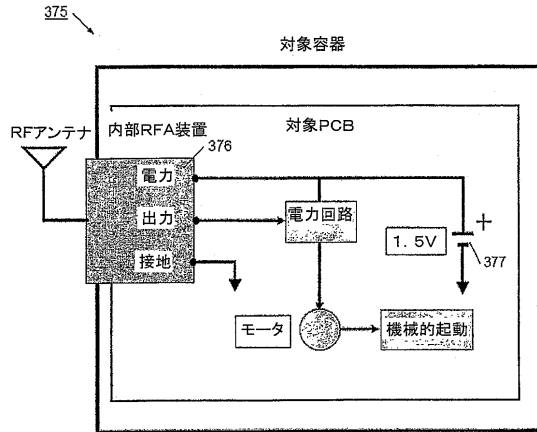 375
対象容器
RFアンテナ
内部RFA装置
対象PCB
376
電力
出力
電力回路
接地
1.5V
+
377
モータ
機械的起動